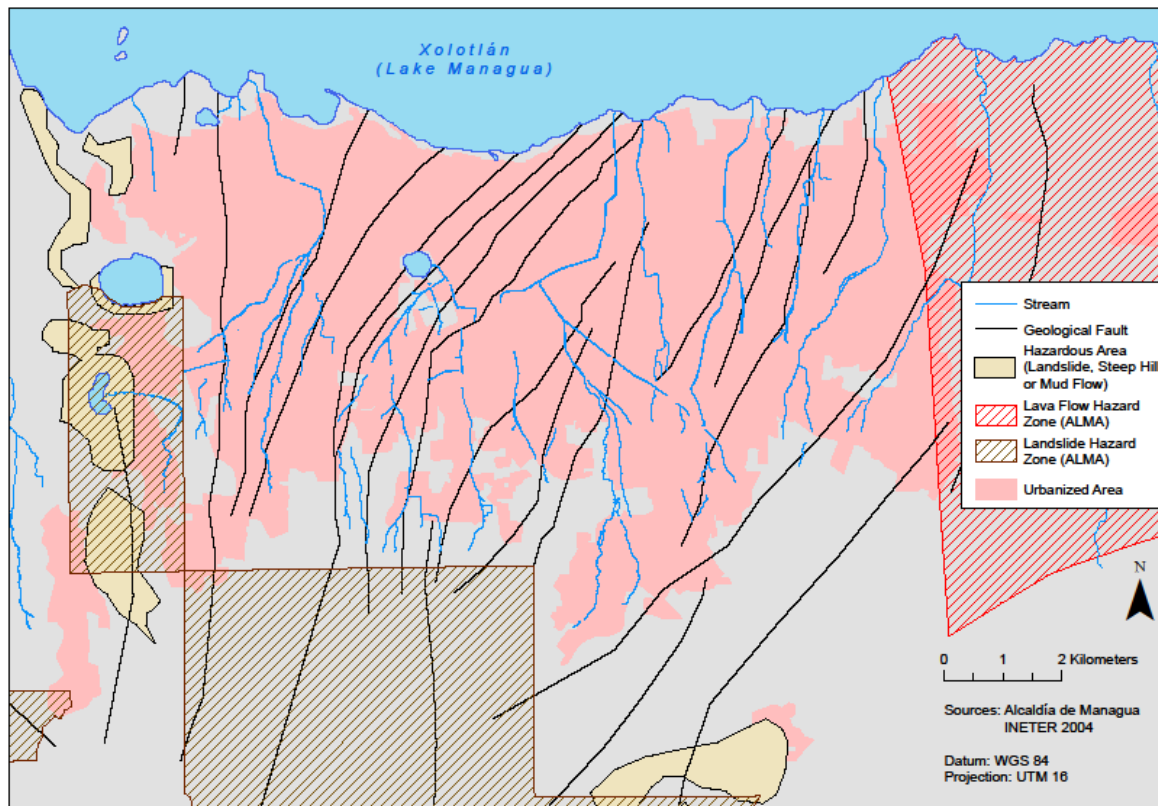 Xolotlán
(Lake Managua)
Stream
Geological Fault
Hazardous Area
(Landslide, Steep Hill
or Mud Flow)
Lava Flow Hazard
Zone (ALMA)
Landslide Hazard
Zone (ALMA)
Urbanized Area
N
0 1 2 Kilometers
Sources: Alcaldía de Managua
INETER 2004
Datum: WGS 84
Projection: UTM 16